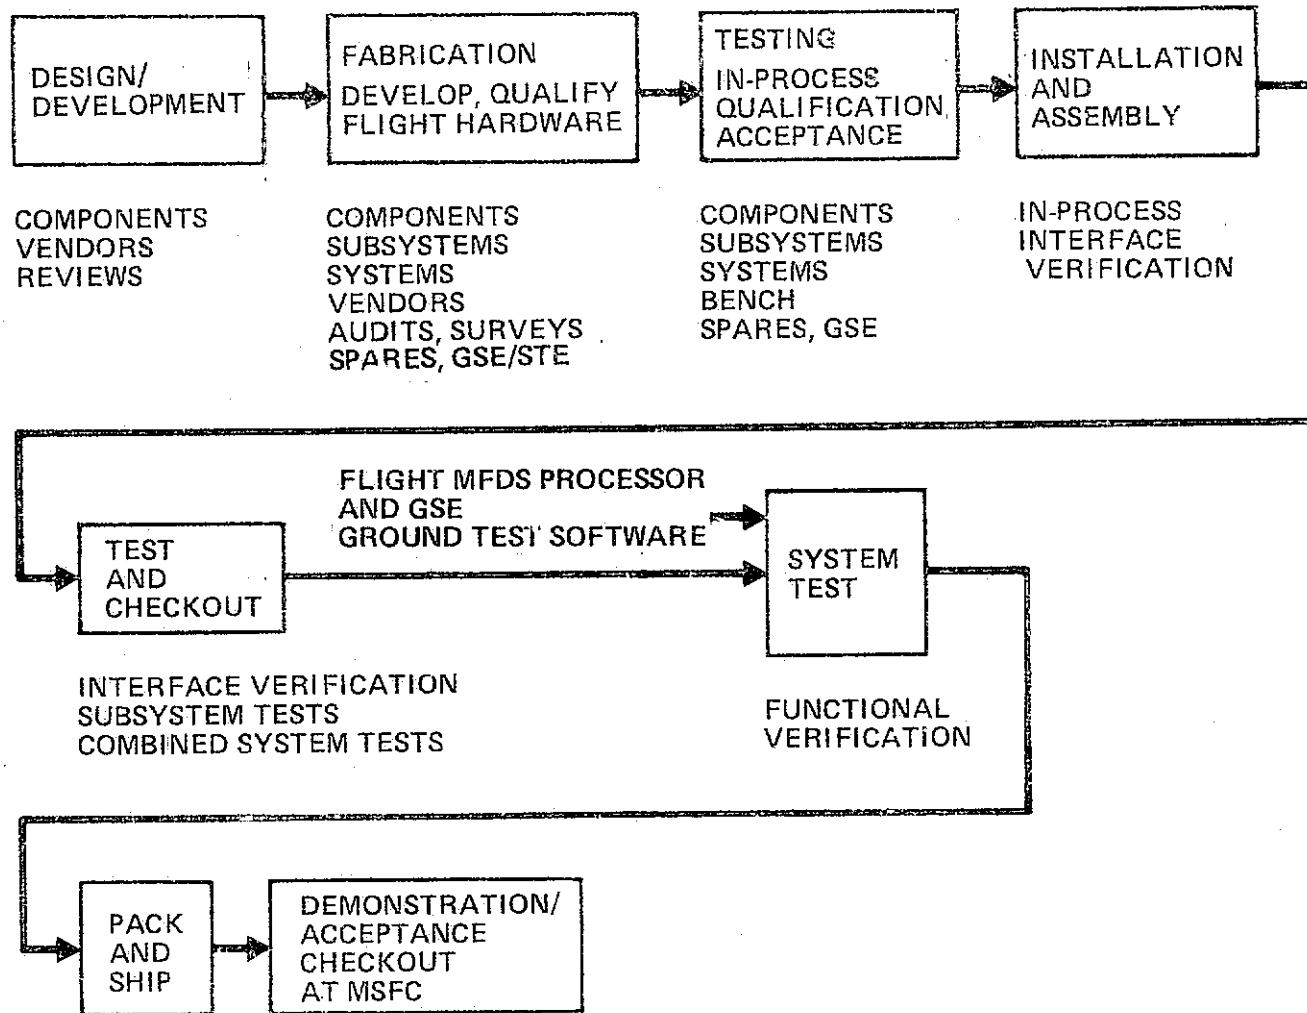 DESIGN/
DEVELOPMENT
FABRICATION
DEVELOP, QUALIFY
FLIGHT HARDWARE
TESTING
IN-PROCESS
QUALIFICATION
ACCEPTANCE
INSTALLATION
AND
ASSEMBLY
COMPONENTS
VENDORS
REVIEWS
COMPONENTS
SUBSYSTEMS
SYSTEMS
VENDORS
AUDITS, SURVEYS
SPARES, GSE/STE
COMPONENTS
SUBSYSTEMS
SYSTEMS
BENCH
SPARES, GSE
IN-PROCESS
INTERFACE
VERIFICATION
FLIGHT MFDS PROCESSOR
AND GSE
GROUND TEST SOFTWARE
TEST
AND
CHECKOUT
SYSTEM
TEST
INTERFACE VERIFICATION
SUBSYSTEM TESTS
COMBINED SYSTEM TESTS
FUNCTIONAL
VERIFICATION
PACK
AND
SHIP
DEMONSTRATION/
ACCEPTANCE
CHECKOUT
AT MSFC